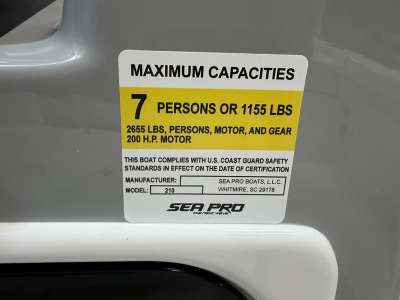 MAXIMUM CAPACITIES
7 PERSONS OR 1155 LBS
2655 LBS, PERSONS, MOTOR, AND GEAR
200 H.P. MOTOR
THIS BOAT COMPLIES WITH U.S. COAST GUARD SAFETY
STANDARDS IN EFFECT ON THE DATE OF CERTIFICATION
MANUFACTURER: SEA PRO BOATS, L.L.C.
MODEL: 210 WHITMIRE, SC 29178
SEA PRO